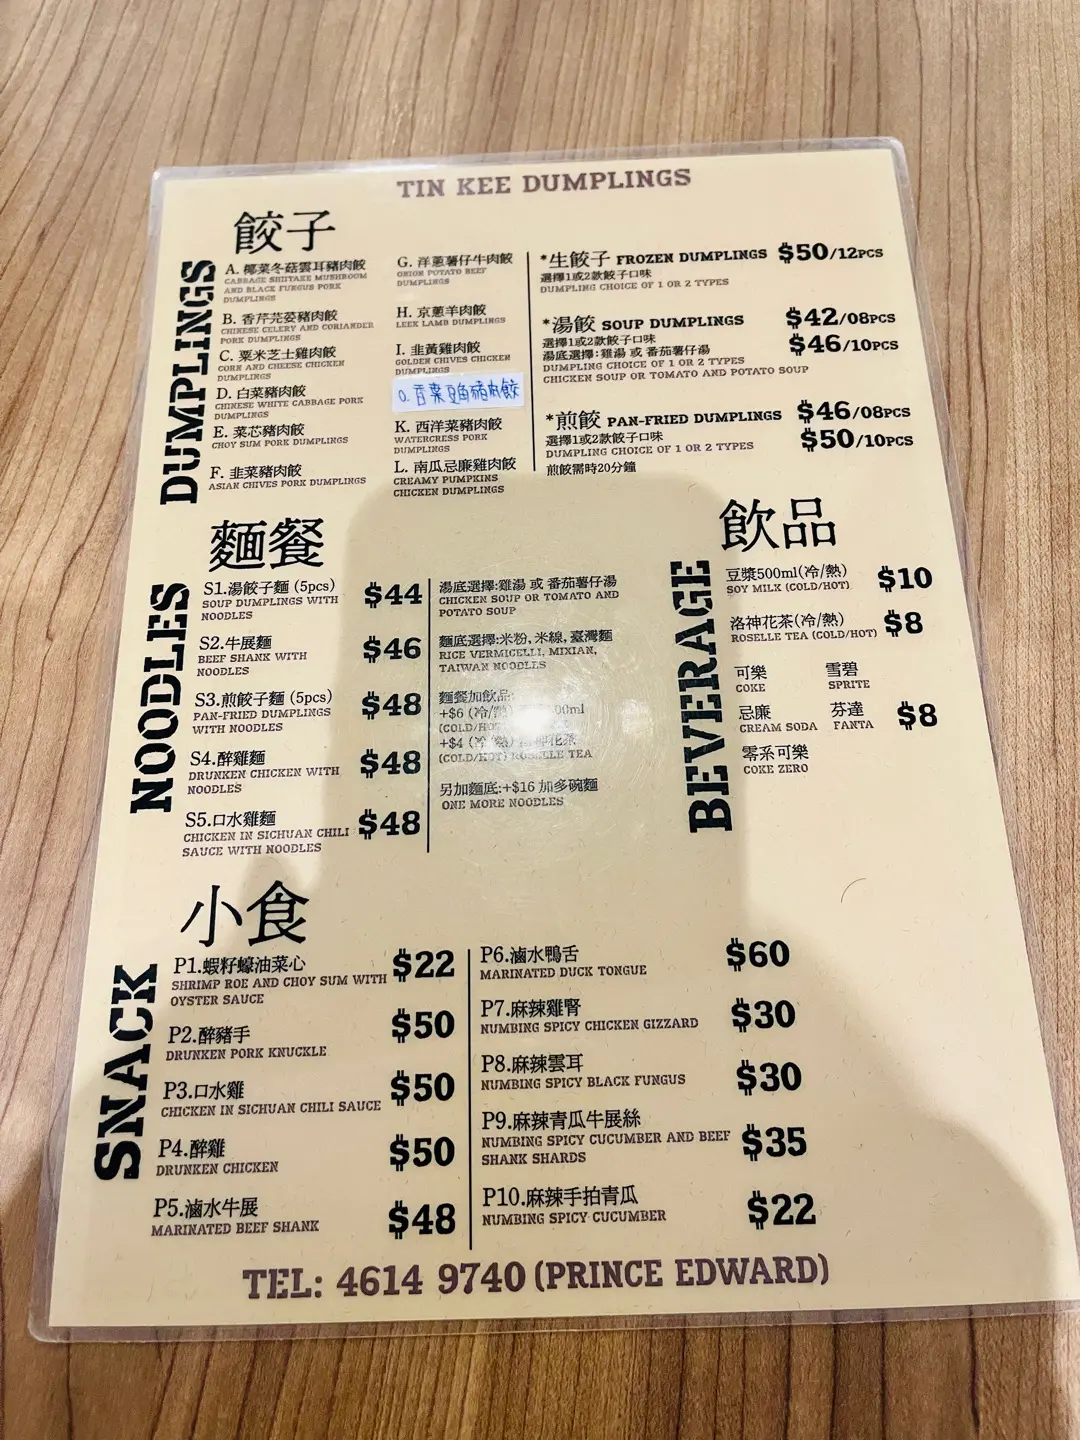 TIN KEE DUMPLINGS
餃子
DUMPLINGS
A. 椰菜冬菇雲耳豬肉餃
CABBAGE SHIITAKE MUSHROOM
AND BLACK FUNGUS PORK
DUMPLINGS
B. 香芹芫荽豬肉餃
CHINESE CELERY AND CORIANDER
PORK DUMPLINGS
C. 粟米芝士雞肉餃
CORN AND CHEESE CHICKEN
DUMPLINGS
D. 白菜豬肉餃
CHINESE WHITE CABBAGE PORK
DUMPLINGS
E. 菜芯豬肉餃
CHOY SUM PORK DUMPLINGS
F. 韭菜豬肉餃
ASIAN CHIVES PORK DUMPLINGS
G. 洋蔥薯仔牛肉餃
ONION POTATO BEEF
DUMPLINGS
H. 京蔥羊肉餃
LEEK LAMB DUMPLINGS
I. 韭黃雞肉餃
GOLDEN CHIVES CHICKEN
DUMPLINGS
豬肉餃
K. 西洋菜豬肉餃
WATERCRESS PORK
DUMPLINGS
L. 南瓜忌廉雞肉餃
CREAMY PUMPKINS
CHICKEN DUMPLINGS
*生餃子 FROZEN DUMPLINGS $50/12PCS
選擇1或2款餃子口味
DUMPLING CHOICE OF 1 OR 2 TYPES
*湯餃 SOUP DUMPLINGS $42/08PCS
選擇1或2款餃子口味 $46/10PCS
湯底選擇:雞湯 或 番茄薯仔湯
DUMPLING CHOICE OF 1 OR 2 TYPES
CHICKEN SOUP OR TOMATO AND POTATO SOUP
*煎餃 PAN-FRIED DUMPLINGS $46/08PCS
選擇1或2款餃子口味 $50/10PCS
DUMPLING CHOICE OF 1 OR 2 TYPES
煎餃需時20分鐘
麵餐
NOODLES
S1.湯餃子麵 (5pcs) $44
SOUP DUMPLINGS WITH
NOODLES
S2.牛展麵 $46
BEEF SHANK WITH
NOODLES
S3.煎餃子麵 (5pcs) $48
PAN-FRIED DUMPLINGS
WITH NOODLES
S4.醉雞麵 $48
DRUNKEN CHICKEN WITH
NOODLES
S5.口水雞麵 $48
CHICKEN IN SICHUAN CHILI
SAUCE WITH NOODLES
湯底選擇:雞湯 或 番茄薯仔湯
CHICKEN SOUP OR TOMATO AND
POTATO SOUP
麵底選擇:米粉, 米線, 臺灣麵
RICE VERMICELLI, MIXIAN,
TAIWAN NOODLES
麵餐加飲品:
+$6 (冷/熱) 00ml
(COLD/HOT)
+$4 (冷/熱) 洛神花茶
(COLD/HOT) ROSELLE TEA
另加麵底:+$16 加多碗麵
ONE MORE NOODLES
飲品
BEVERAGE
豆漿500ml(冷/熱) $10
SOY MILK (COLD/HOT)
洛神花茶(冷/熱) $8
ROSELLE TEA (COLD/HOT)
可樂 雪碧
COKE SPRITE
忌廉 芬達 $8
CREAM SODA FANTA
零系可樂
COKE ZERO
小食
SNACK
P1.蝦籽蠔油菜心 $22
SHRIMP ROE AND CHOY SUM WITH
OYSTER SAUCE
P2.醉豬手 $50
DRUNKEN PORK KNUCKLE
P3.口水雞 $50
CHICKEN IN SICHUAN CHILI SAUCE
P4.醉雞 $50
DRUNKEN CHICKEN
P5.滷水牛展 $48
MARINATED BEEF SHANK
P6.滷水鴨舌 $60
MARINATED DUCK TONGUE
P7.麻辣雞腎 $30
NUMBING SPICY CHICKEN GIZZARD
P8.麻辣雲耳 $30
NUMBING SPICY BLACK FUNGUS
P9.麻辣青瓜牛展絲 $35
NUMBING SPICY CUCUMBER AND BEEF
SHANK SHARDS
P10.麻辣手拍青瓜 $22
NUMBING SPICY CUCUMBER
TEL: 4614 9740 (PRINCE EDWARD)